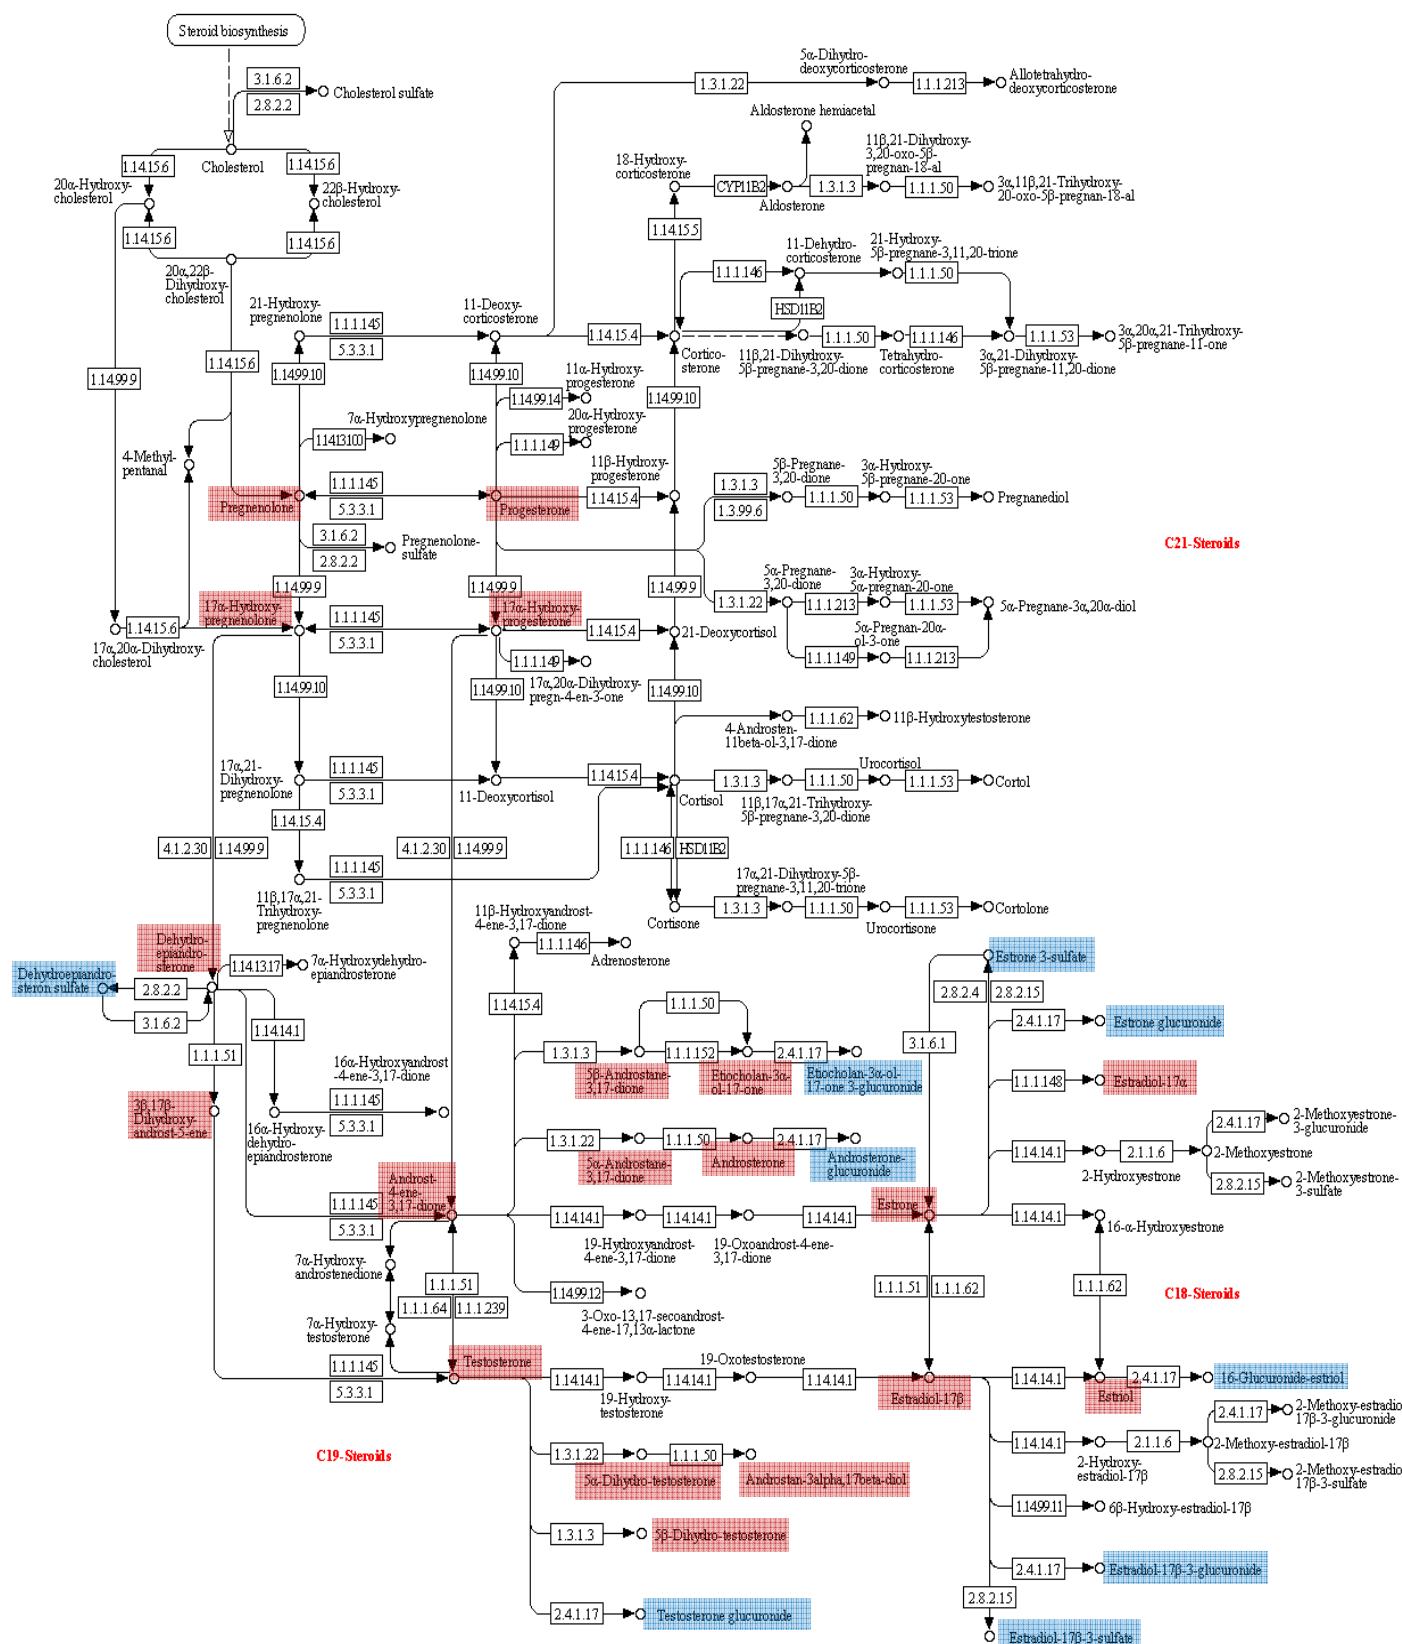 Steroid biosynthesis
3.1.6.2
2.8.2.2
Cholesterol sulfate
Cholesterol
1.14.15.6
1.14.15.6
20α-Hydroxy-
cholesterol
22β-Hydroxy-
cholesterol
1.14.15.6
1.14.15.6
20α,22β-
Dihydroxy-
cholesterol
1.14.15.6
1.14.99.9
4-Methyl-
pentanal
1.14.15.6
17α,20α-Dihydroxy-
cholesterol
1.3.1.22
5α-Dihydro-
deoxycorticosterone
1.1.1.213
Allotetrahydro-
deoxycorticosterone
Aldosterone hemiacetal
18-Hydroxy-
corticosterone
CYP11B2
Aldosterone
1.3.1.3
11β,21-Dihydroxy-
3,20-oxo-5β-
pregnan-18-al
1.1.1.50
3α,11β,21-Trihydroxy-
20-oxo-5β-pregnan-18-al
1.14.15.5
1.1.1.146
11-Dehydro-
corticosterone
21-Hydroxy-
5β-pregnane-3,11,20-trione
1.1.1.50
HSD11B2
21-Hydroxy-
pregnenolone
1.1.1.145
5.3.3.1
11-Deoxy-
corticosterone
1.14.15.4
Cortico-
sterone
11β,21-Dihydroxy-
5β-pregnane-3,20-dione
1.1.1.50
Tetrahydro-
corticosterone
1.1.1.146
3α,21-Dihydroxy-
5β-pregnane-11,20-dione
1.1.1.53
3α,20α,21-Trihydroxy-
5β-pregnane-11-one
1.14.99.10
1.14.99.10
1.14.99.10
1.14.99.14
11α-Hydroxy-
progesterone
1.14.13.100
7α-Hydroxypregnenolone
1.1.1.149
20α-Hydroxy-
progesterone
Pregnenolone
1.1.1.145
5.3.3.1
Progesterone
1.14.15.4
11β-Hydroxy-
progesterone
1.3.1.3
1.3.99.6
5β-Pregnane-
3,20-dione
1.1.1.50
3α-Hydroxy-
5β-pregnane-20-one
1.1.1.53
Pregnanediol
C21-Steroids
3.1.6.2
2.8.2.2
Pregnenolone-
sulfate
1.14.99.9
1.14.99.9
1.14.99.9
1.3.1.22
5α-Pregnane-
3,20-dione
1.1.1.213
3α-Hydroxy-
5α-pregnan-20-one
1.1.1.53
5α-Pregnane-3α,20α-diol
1.1.1.149
5α-Pregnan-20α-
ol-3-one
1.1.1.213
17α-Hydroxy-
pregnenolone
1.1.1.145
5.3.3.1
17α-Hydroxy-
progesterone
1.14.15.4
21-Deoxycortisol
1.1.1.149
17α,20α-Dihydroxy-
pregn-4-en-3-one
1.14.99.10
1.14.99.10
1.14.99.10
4-Androsten-
11beta-ol-3,17-dione
1.1.1.62
11β-Hydroxytestosterone
17α,21-
Dihydroxy-
pregnenolone
1.1.1.145
5.3.3.1
11-Deoxycortisol
1.14.15.4
Cortisol
1.3.1.3
11β,17α,21-Trihydroxy-
5β-pregnane-3,20-dione
1.1.1.50
Urocortisol
1.1.1.53
Cortol
1.14.15.4
4.1.2.30
1.14.99.9
4.1.2.30
1.14.99.9
1.1.1.146
HSD11B2
1.1.1.145
5.3.3.1
11β,17α,21-
Trihydroxy-
pregnenolone
Cortisone
1.3.1.3
17α,21-Dihydroxy-5β-
pregnane-3,11,20-trione
1.1.1.50
Urocortisone
1.1.1.53
Cortolone
Dehydro-
epiandro-
sterone
Dehydroepiandro-
steron sulfate
2.8.2.2
3.1.6.2
1.14.13.17
7α-Hydroxydehydro-
epiandrosterone
1.14.14.1
1.1.1.51
11β-Hydroxyandrost-
4-ene-3,17-dione
1.1.1.146
Adrenosterone
1.14.15.4
Estrone 3-sulfate
2.8.2.4
2.8.2.15
3.1.6.1
2.4.1.17
Estrone glucuronide
1.1.1.50
1.3.1.3
5β-Androstane-
3,17-dione
1.1.1.152
Etiocholan-3α-
ol-17-one
2.4.1.17
Etiocholan-3α-ol-
17-one 3-glucuronide
1.1.1.148
Estradiol-17α
16α-Hydroxyandrost
-4-ene-3,17-dione
1.1.1.145
5.3.3.1
16α-Hydroxy-
dehydro-
epiandrosterone
3β,17β-
Dihydroxy-
androst-5-ene
1.3.1.22
5α-Androstane-
3,17-dione
1.1.1.50
Androsterone
2.4.1.17
Androsterone-
glucuronide
1.14.14.1
2-Hydroxyestrone
2.1.1.6
2-Methoxyestrone
2.4.1.17
2-Methoxyestrone-
3-glucuronide
2.8.2.15
2-Methoxyestrone-
3-sulfate
Androst-
4-ene-
3,17-dione
1.1.1.145
5.3.3.1
1.14.14.1
19-Hydroxyandrost-
4-ene-3,17-dione
1.14.14.1
19-Oxoandrost-4-ene-
3,17-dione
1.14.14.1
Estrone
1.14.14.1
16-α-Hydroxyestrone
7α-Hydroxy-
androstenedione
1.1.1.51
1.1.1.64
1.1.1.239
1.14.99.12
3-Oxo-13,17-secoandrost-
4-ene-17,13α-lactone
1.1.1.51
1.1.1.62
1.1.1.62
C18-Steroids
7α-Hydroxy-
testosterone
1.1.1.145
5.3.3.1
Testosterone
1.14.14.1
19-Hydroxy-
testosterone
1.14.14.1
19-Oxotestosterone
1.14.14.1
Estradiol-17β
1.14.14.1
Estriol
2.4.1.17
16-Glucuronide-estriol
C19-Steroids
1.3.1.22
5α-Dihydro-testosterone
1.1.1.50
Androstan-3alpha,17beta-diol
1.14.14.1
2-Hydroxy-
estradiol-17β
2.1.1.6
2-Methoxy-estradiol-17β
2.4.1.17
2-Methoxy-estradio
17β-3-glucuronide
2.8.2.15
2-Methoxy-estradio
17β-3-sulfate
1.14.99.11
6β-Hydroxy-estradiol-17β
1.3.1.3
5β-Dihydro-testosterone
2.4.1.17
Estradiol-17β-3-glucuronide
2.8.2.15
2.4.1.17
Testosterone glucuronide
Estradiol-17β-3-sulfate